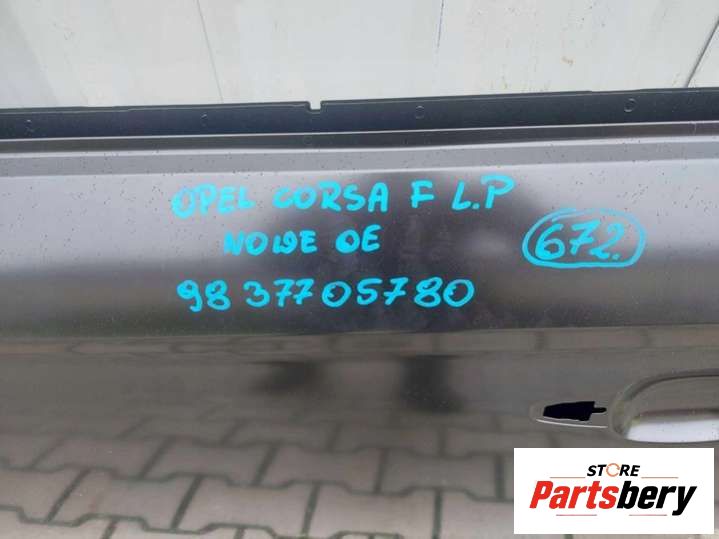 OPEL CORSA F L.P
NOWE OE
672.
9837705780
STORE
Partsbery